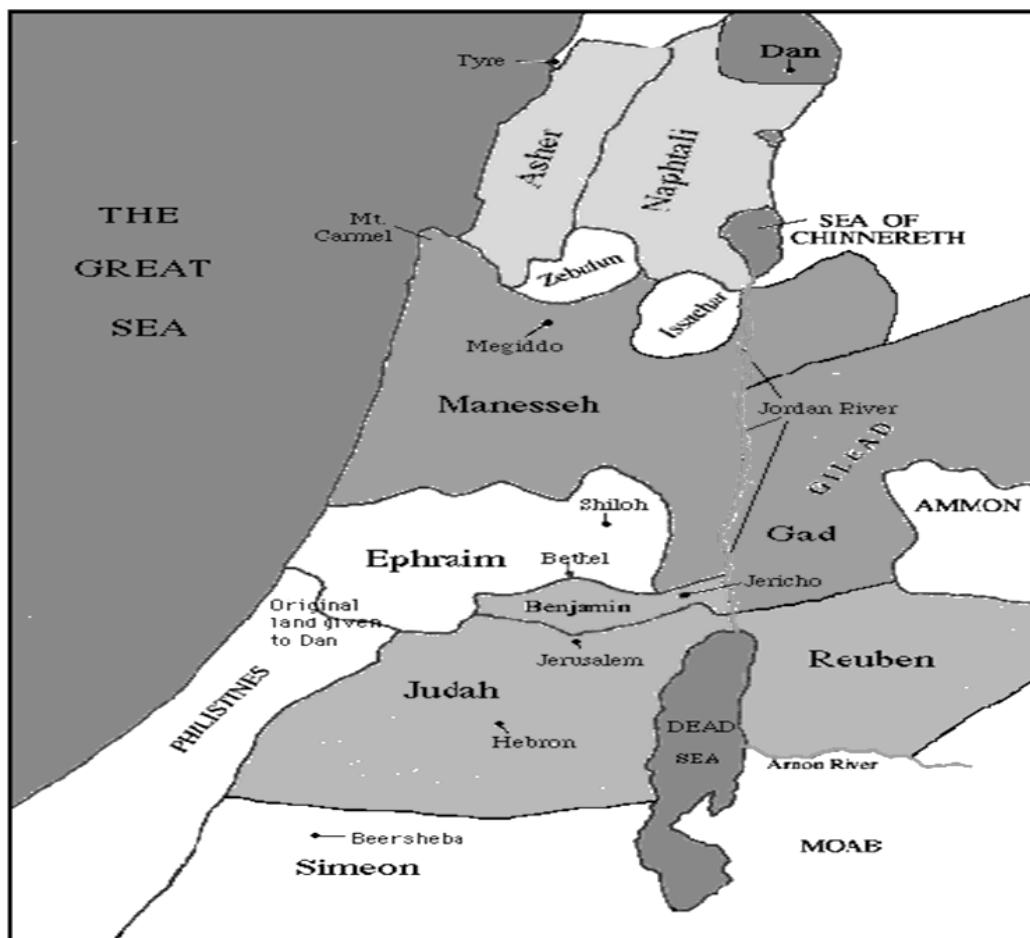 Dan
Tyre
Asher
Naphtali
THE
GREAT
SEA
Mt.
Carmel
SEA OF
CHINNERETH
Zebulun
Issachar
Megiddo
Manesseh
Jordan River
GILEAD
Shiloh
AMMON
Gad
Ephraim
Bethel
Jericho
Benjamin
Original
land given
to Dan
Jerusalem
Reuben
Judah
PHILISTINES
Hebron
DEAD
SEA
Arnon River
Beersheba
Simeon
MOAB